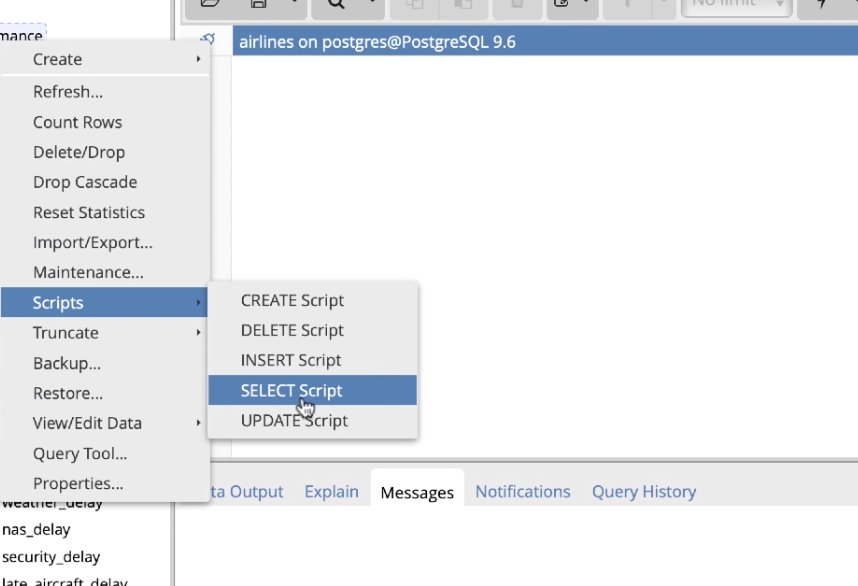 No limit
mance
airlines on postgres@PostgreSQL 9.6
Create
Refresh...
Count Rows
Delete/Drop
Drop Cascade
Reset Statistics
Import/Export...
Maintenance...
Scripts
Truncate
Backup...
Restore...
View/Edit Data
Query Tool...
Properties...
CREATE Script
DELETE Script
INSERT Script
SELECT Script
UPDATE Script
ta Output Explain Messages Notifications Query History
weather_delay
nas_delay
security_delay
late_aircraft_delay